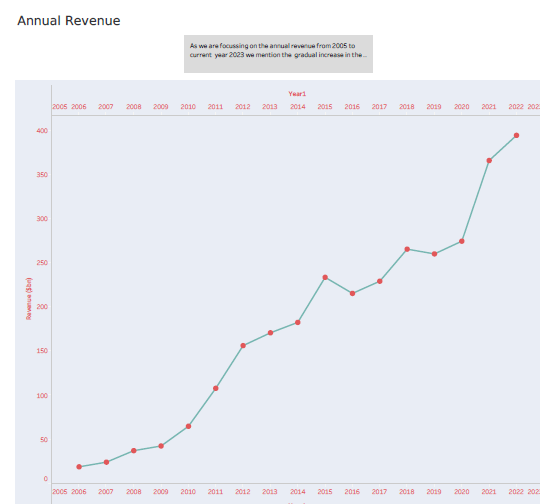 Annual Revenue
As we are focussing on the annual revenue from 2005 to
current year 2023 we mention the gradual increase in the...
Year1
2005 2006 2007 2008 2009 2010 2011 2012 2013 2014 2015 2016 2017 2018 2019 2020 2021 2022
400
350
300
250
200
150
100
50
0
Revenue ($bn)
2005 2006 2007 2008 2009 2010 2011 2012 2013 2014 2015 2016 2017 2018 2019 2020 2021 2022